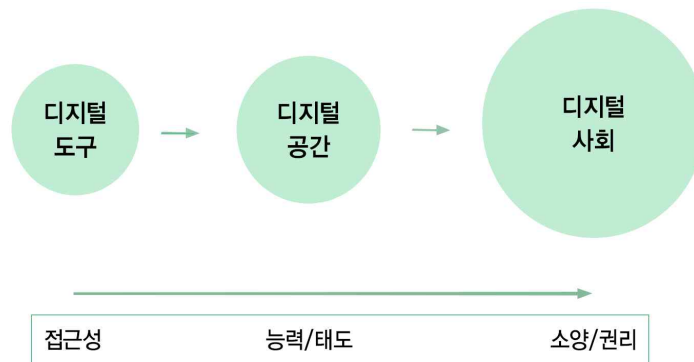 디지털
도구
디지털
공간
디지털
사회
접근성 능력/태도 소양/권리